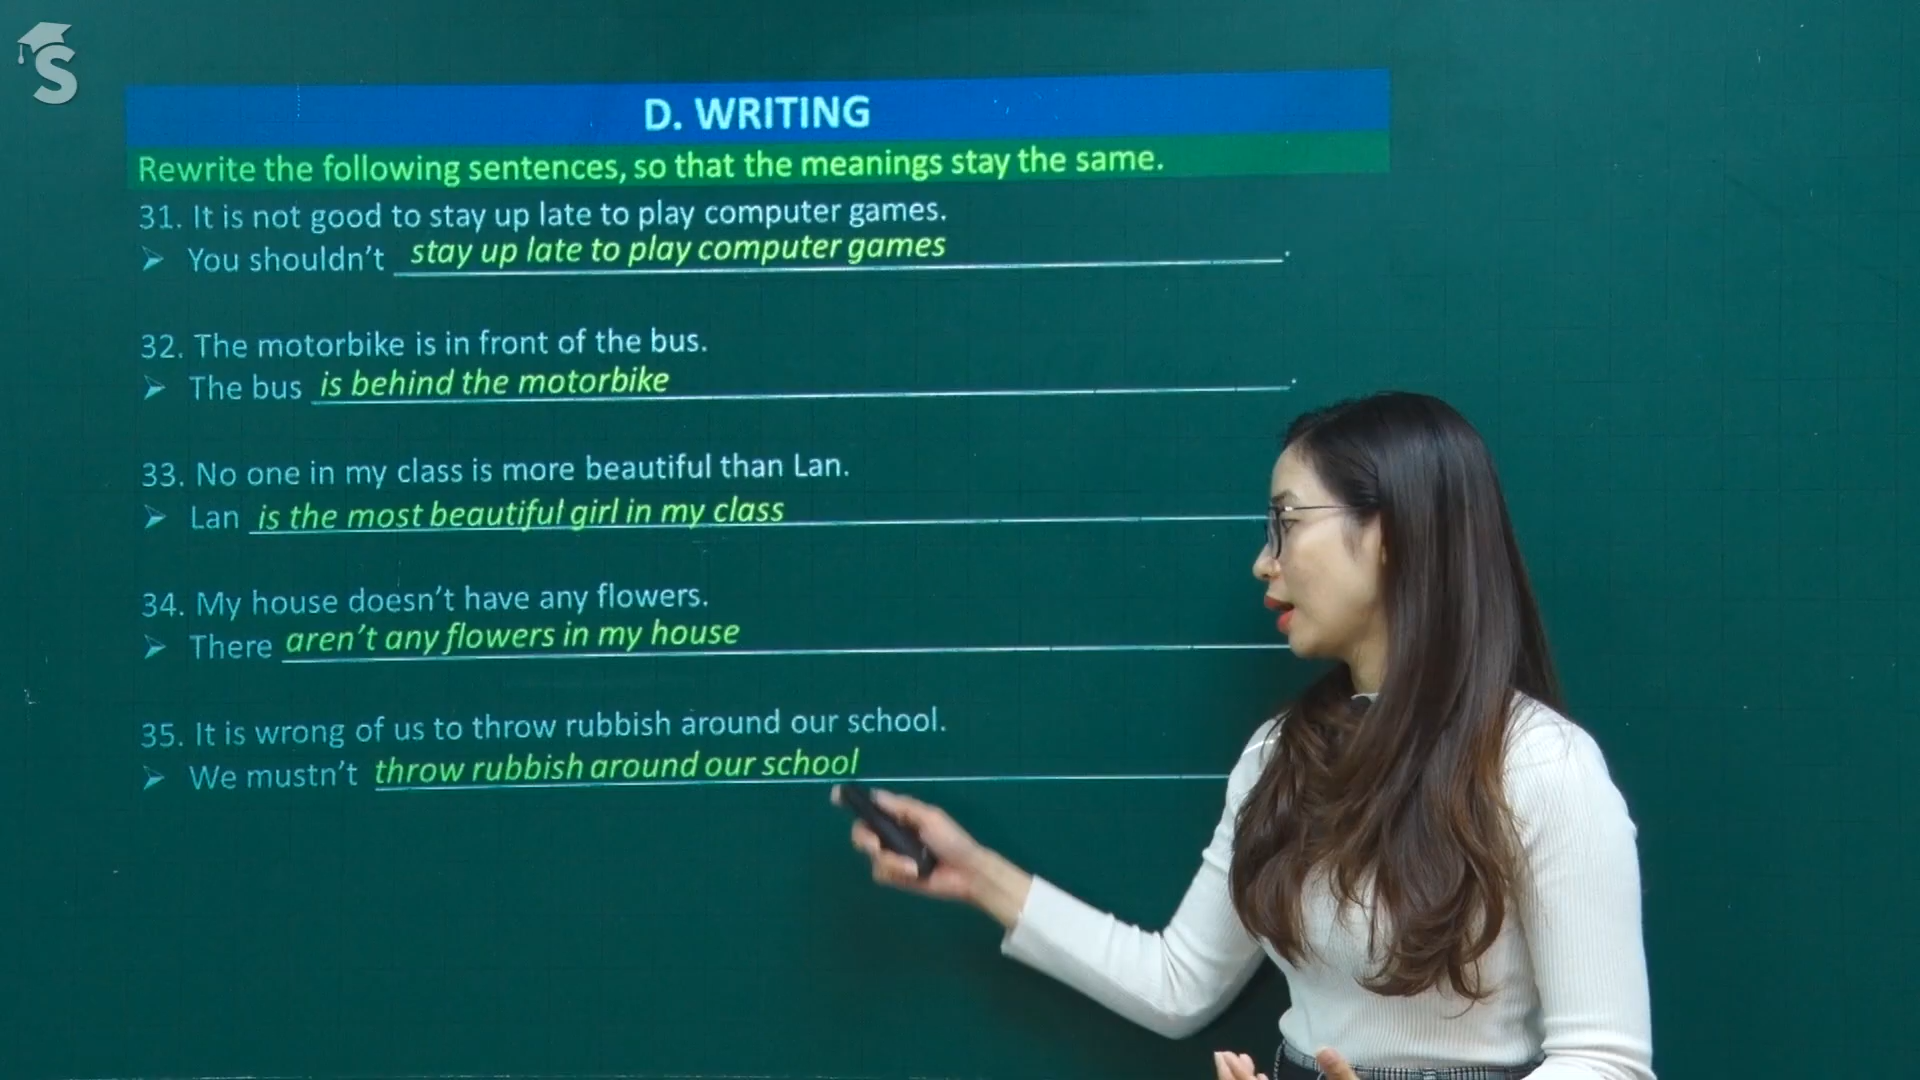 S
D. WRITING
Rewrite the following sentences, so that the meanings stay the same.
31. It is not good to stay up late to play computer games.
➢ You shouldn't stay up late to play computer games.
32. The motorbike is in front of the bus.
➢ The bus is behind the motorbike.
33. No one in my class is more beautiful than Lan.
➢ Lan is the most beautiful girl in my class
34. My house doesn't have any flowers.
➢ There aren't any flowers in my house
35. It is wrong of us to throw rubbish around our school.
➢ We mustn't throw rubbish around our school